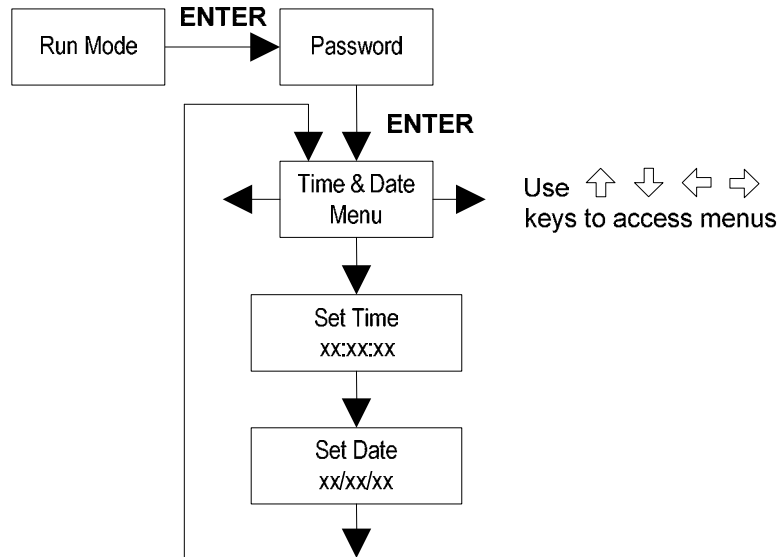 ENTER
Run Mode
Password
ENTER
Time & Date
Menu
Use
keys to access menus
Set Time
xx:xx:xx
Set Date
xx/xx/xx